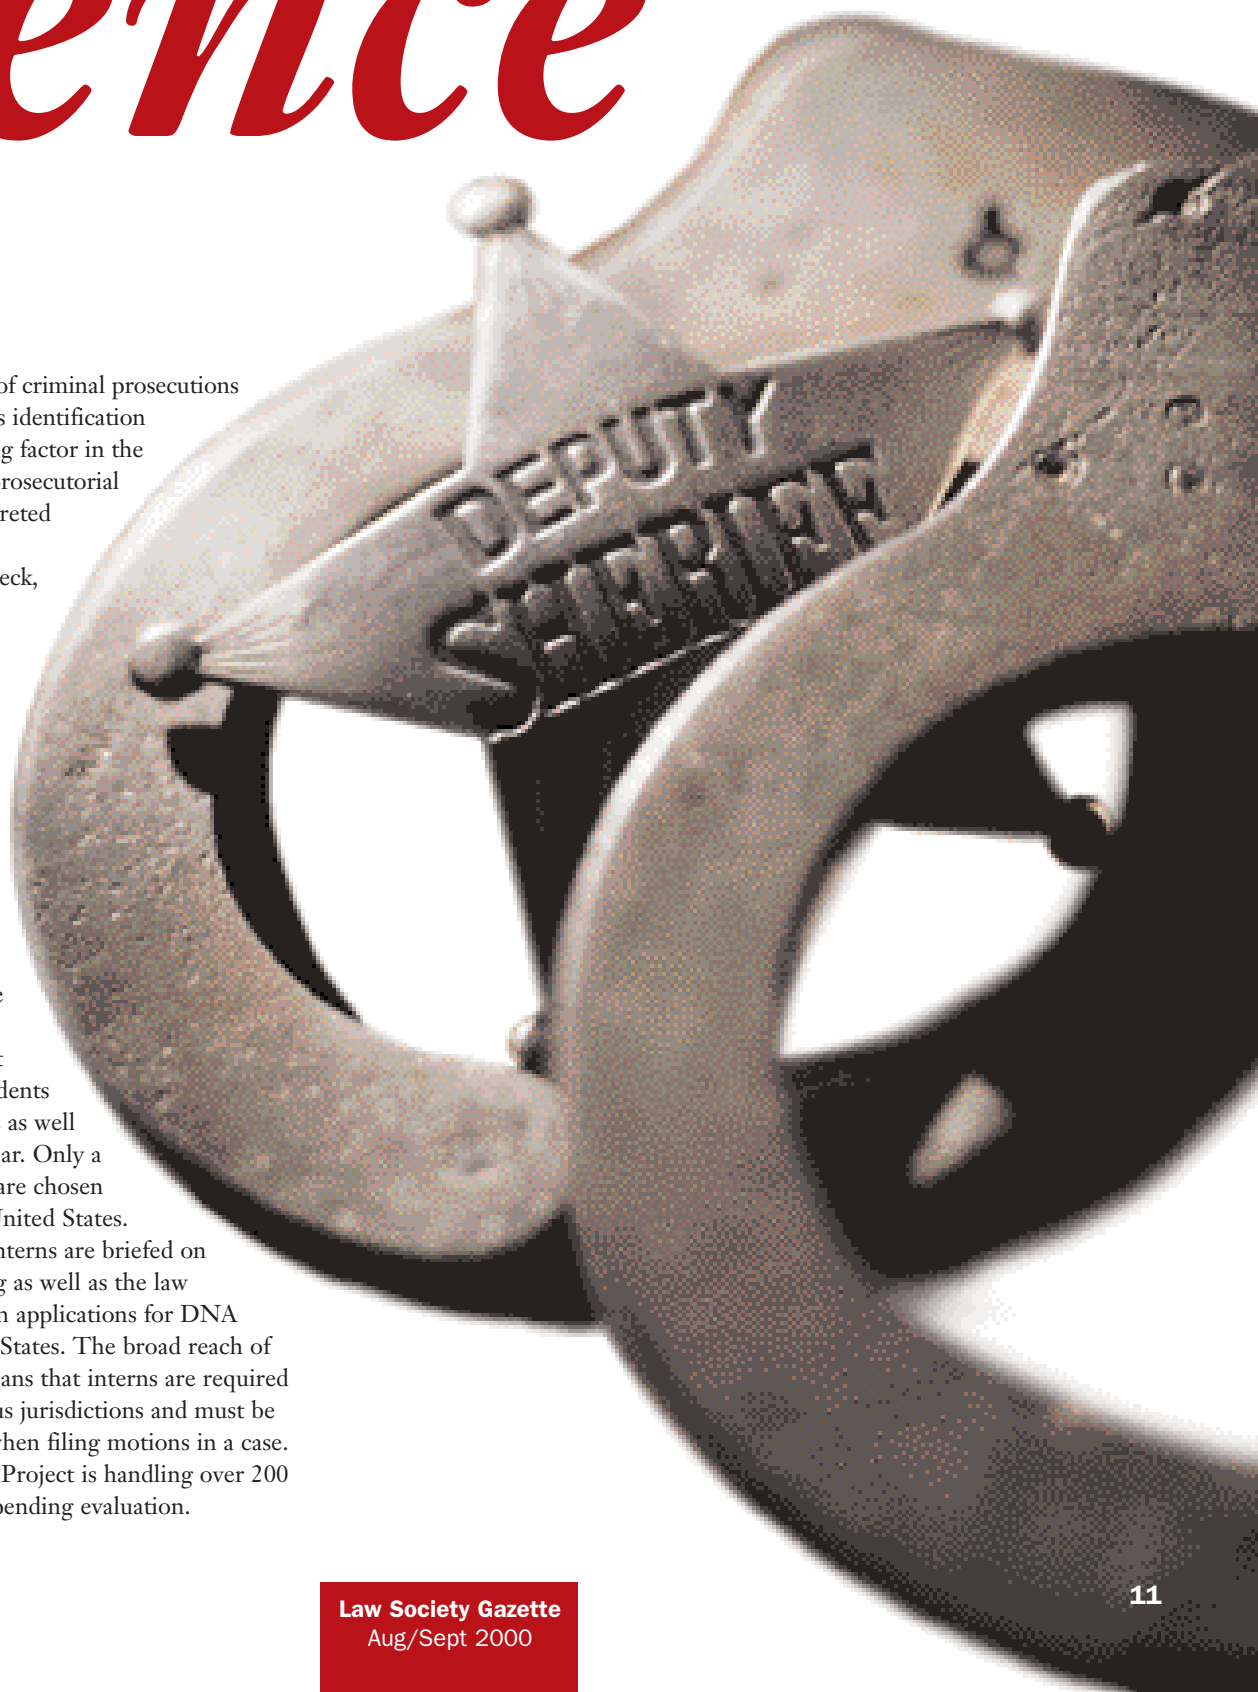 ence
of criminal prosecutions
s identification
g factor in the
rosecutorial
reted
eck,
DEPUTY
SHERIFF
e
t
dents
as well
ar. Only a
are chosen
nited States.
nterns are briefed on
g as well as the law
n applications for DNA
States. The broad reach of
ans that interns are required
us jurisdictions and must be
when filing motions in a case.
Project is handling over 200
pending evaluation.
Law Society Gazette
Aug/Sept 2000
11